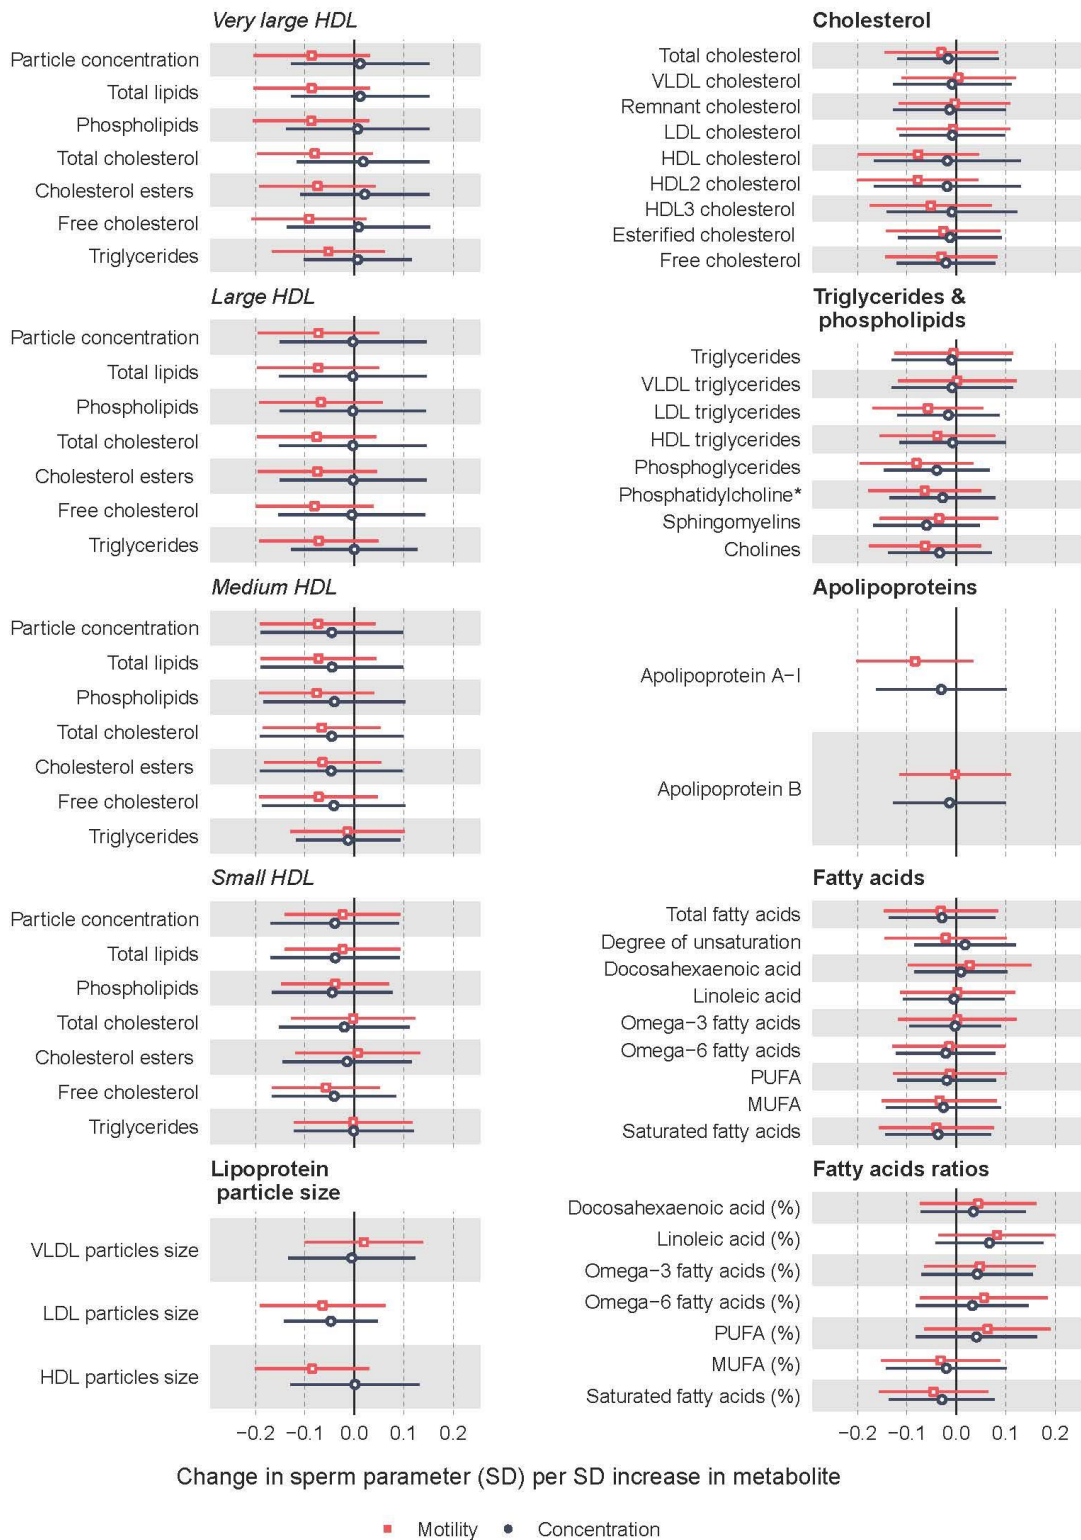 Very large HDL
Particle concentration
Total lipids
Phospholipids
Total cholesterol
Cholesterol esters
Free cholesterol
Triglycerides
Large HDL
Particle concentration
Total lipids
Phospholipids
Total cholesterol
Cholesterol esters
Free cholesterol
Triglycerides
Medium HDL
Particle concentration
Total lipids
Phospholipids
Total cholesterol
Cholesterol esters
Free cholesterol
Triglycerides
Small HDL
Particle concentration
Total lipids
Phospholipids
Total cholesterol
Cholesterol esters
Free cholesterol
Triglycerides
Lipoprotein
particle size
VLDL particles size
LDL particles size
HDL particles size
−0.2 −0.1 0.0 0.1 0.2
Cholesterol
Total cholesterol
VLDL cholesterol
Remnant cholesterol
LDL cholesterol
HDL cholesterol
HDL2 cholesterol
HDL3 cholesterol
Esterified cholesterol
Free cholesterol
Triglycerides &
phospholipids
Triglycerides
VLDL triglycerides
LDL triglycerides
HDL triglycerides
Phosphoglycerides
Phosphatidylcholine*
Sphingomyelins
Cholines
Apolipoproteins
Apolipoprotein A−I
Apolipoprotein B
Fatty acids
Total fatty acids
Degree of unsaturation
Docosahexaenoic acid
Linoleic acid
Omega−3 fatty acids
Omega−6 fatty acids
PUFA
MUFA
Saturated fatty acids
Fatty acids ratios
Docosahexaenoic acid (%)
Linoleic acid (%)
Omega−3 fatty acids (%)
Omega−6 fatty acids (%)
PUFA (%)
MUFA (%)
Saturated fatty acids (%)
−0.2 −0.1 0.0 0.1 0.2
Change in sperm parameter (SD) per SD increase in metabolite
Motility Concentration